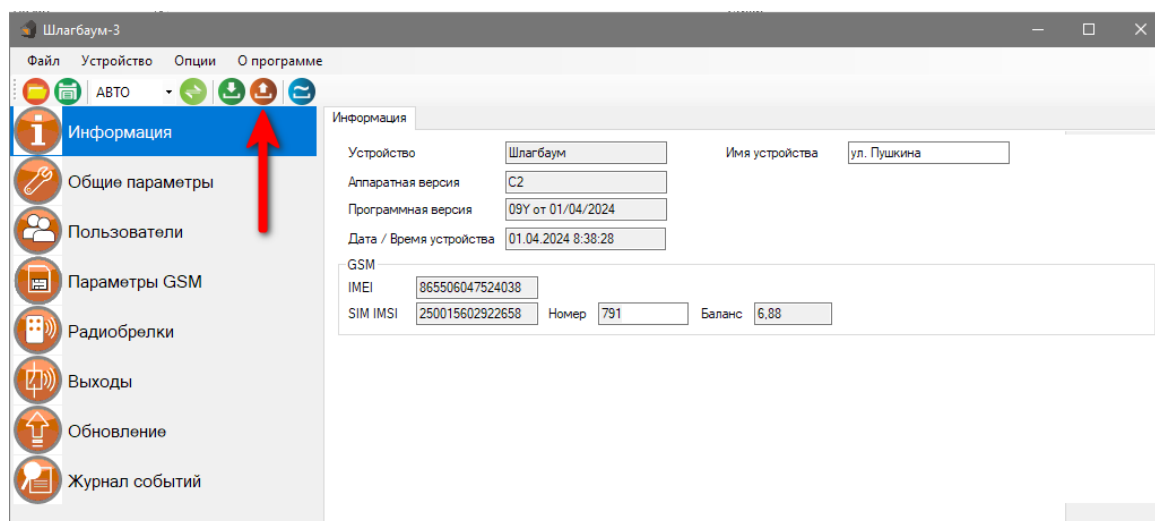 Шлагбаум-3
Файл Устройство Опции О программе
АВТО
Информация
Общие параметры
Пользователи
Параметры GSM
Радиобрелки
Выходы
Обновление
Журнал событий
Информация
Устройство Шлагбаум Имя устройства ул. Пушкина
Аппаратная версия C2
Программная версия 09Y от 01/04/2024
Дата / Время устройства 01.04.2024 8:38:28
GSM
IMEI 865506047524038
SIM IMSI 250015602922658 Номер 791 Баланс 6,88